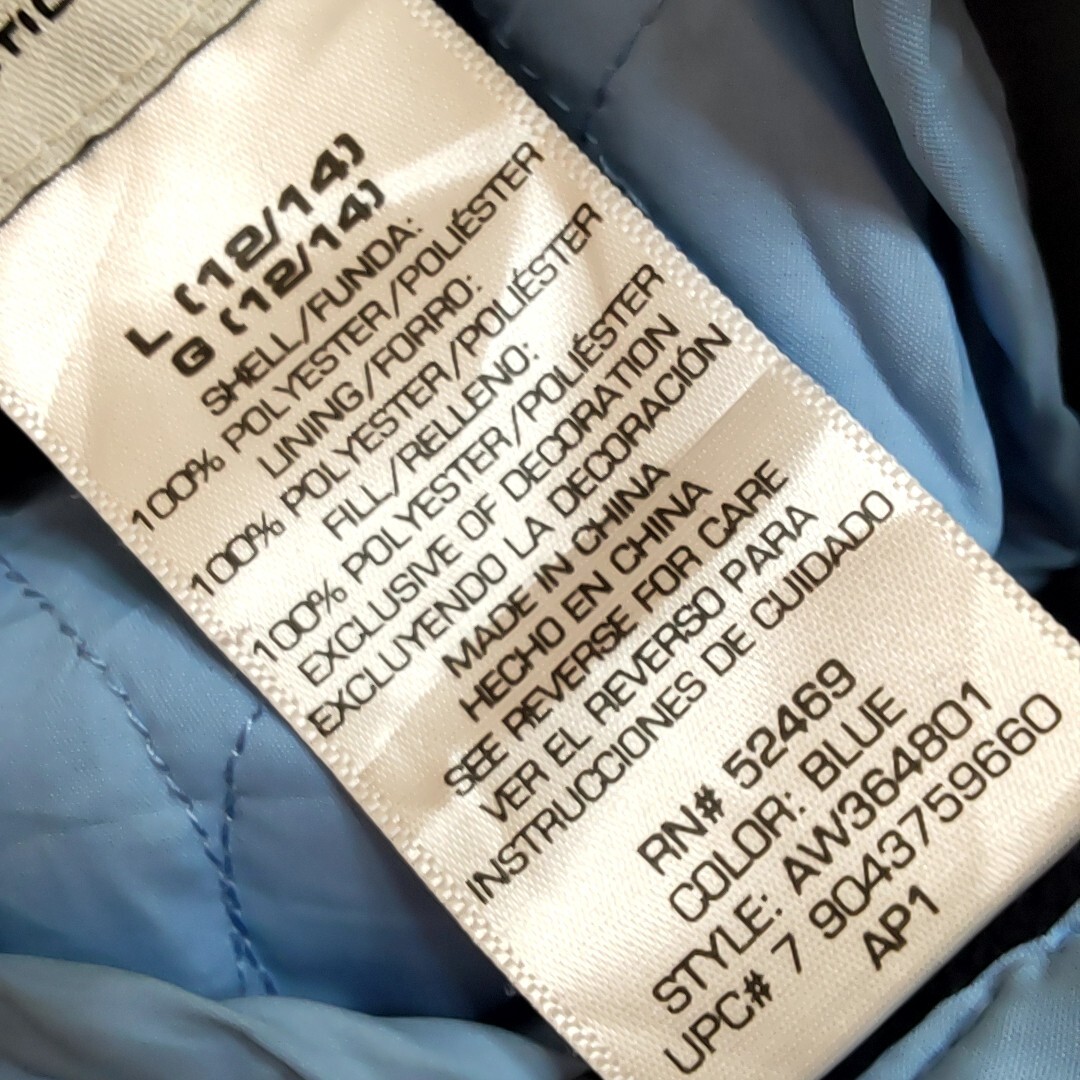 L (12/14)
G (12/14)
SHELL/FUNDA:
100% POLYESTER/POLIÉSTER
LINING/FORRO:
100% POLYESTER/POLIÉSTER
FILL/RELLENO:
100% POLYESTER/POLIÉSTER
EXCLUSIVE OF DECORATION
EXCLUYENDO LA DECORACIÓN
MADE IN CHINA
HECHO EN CHINA
SEE REVERSE FOR CARE
VER EL REVERSO PARA
INSTRUCCIONES DE CUIDADO
RN# 52469
COLOR: BLUE
STYLE: AW364801
UPC# 7 90437 59660
AP1